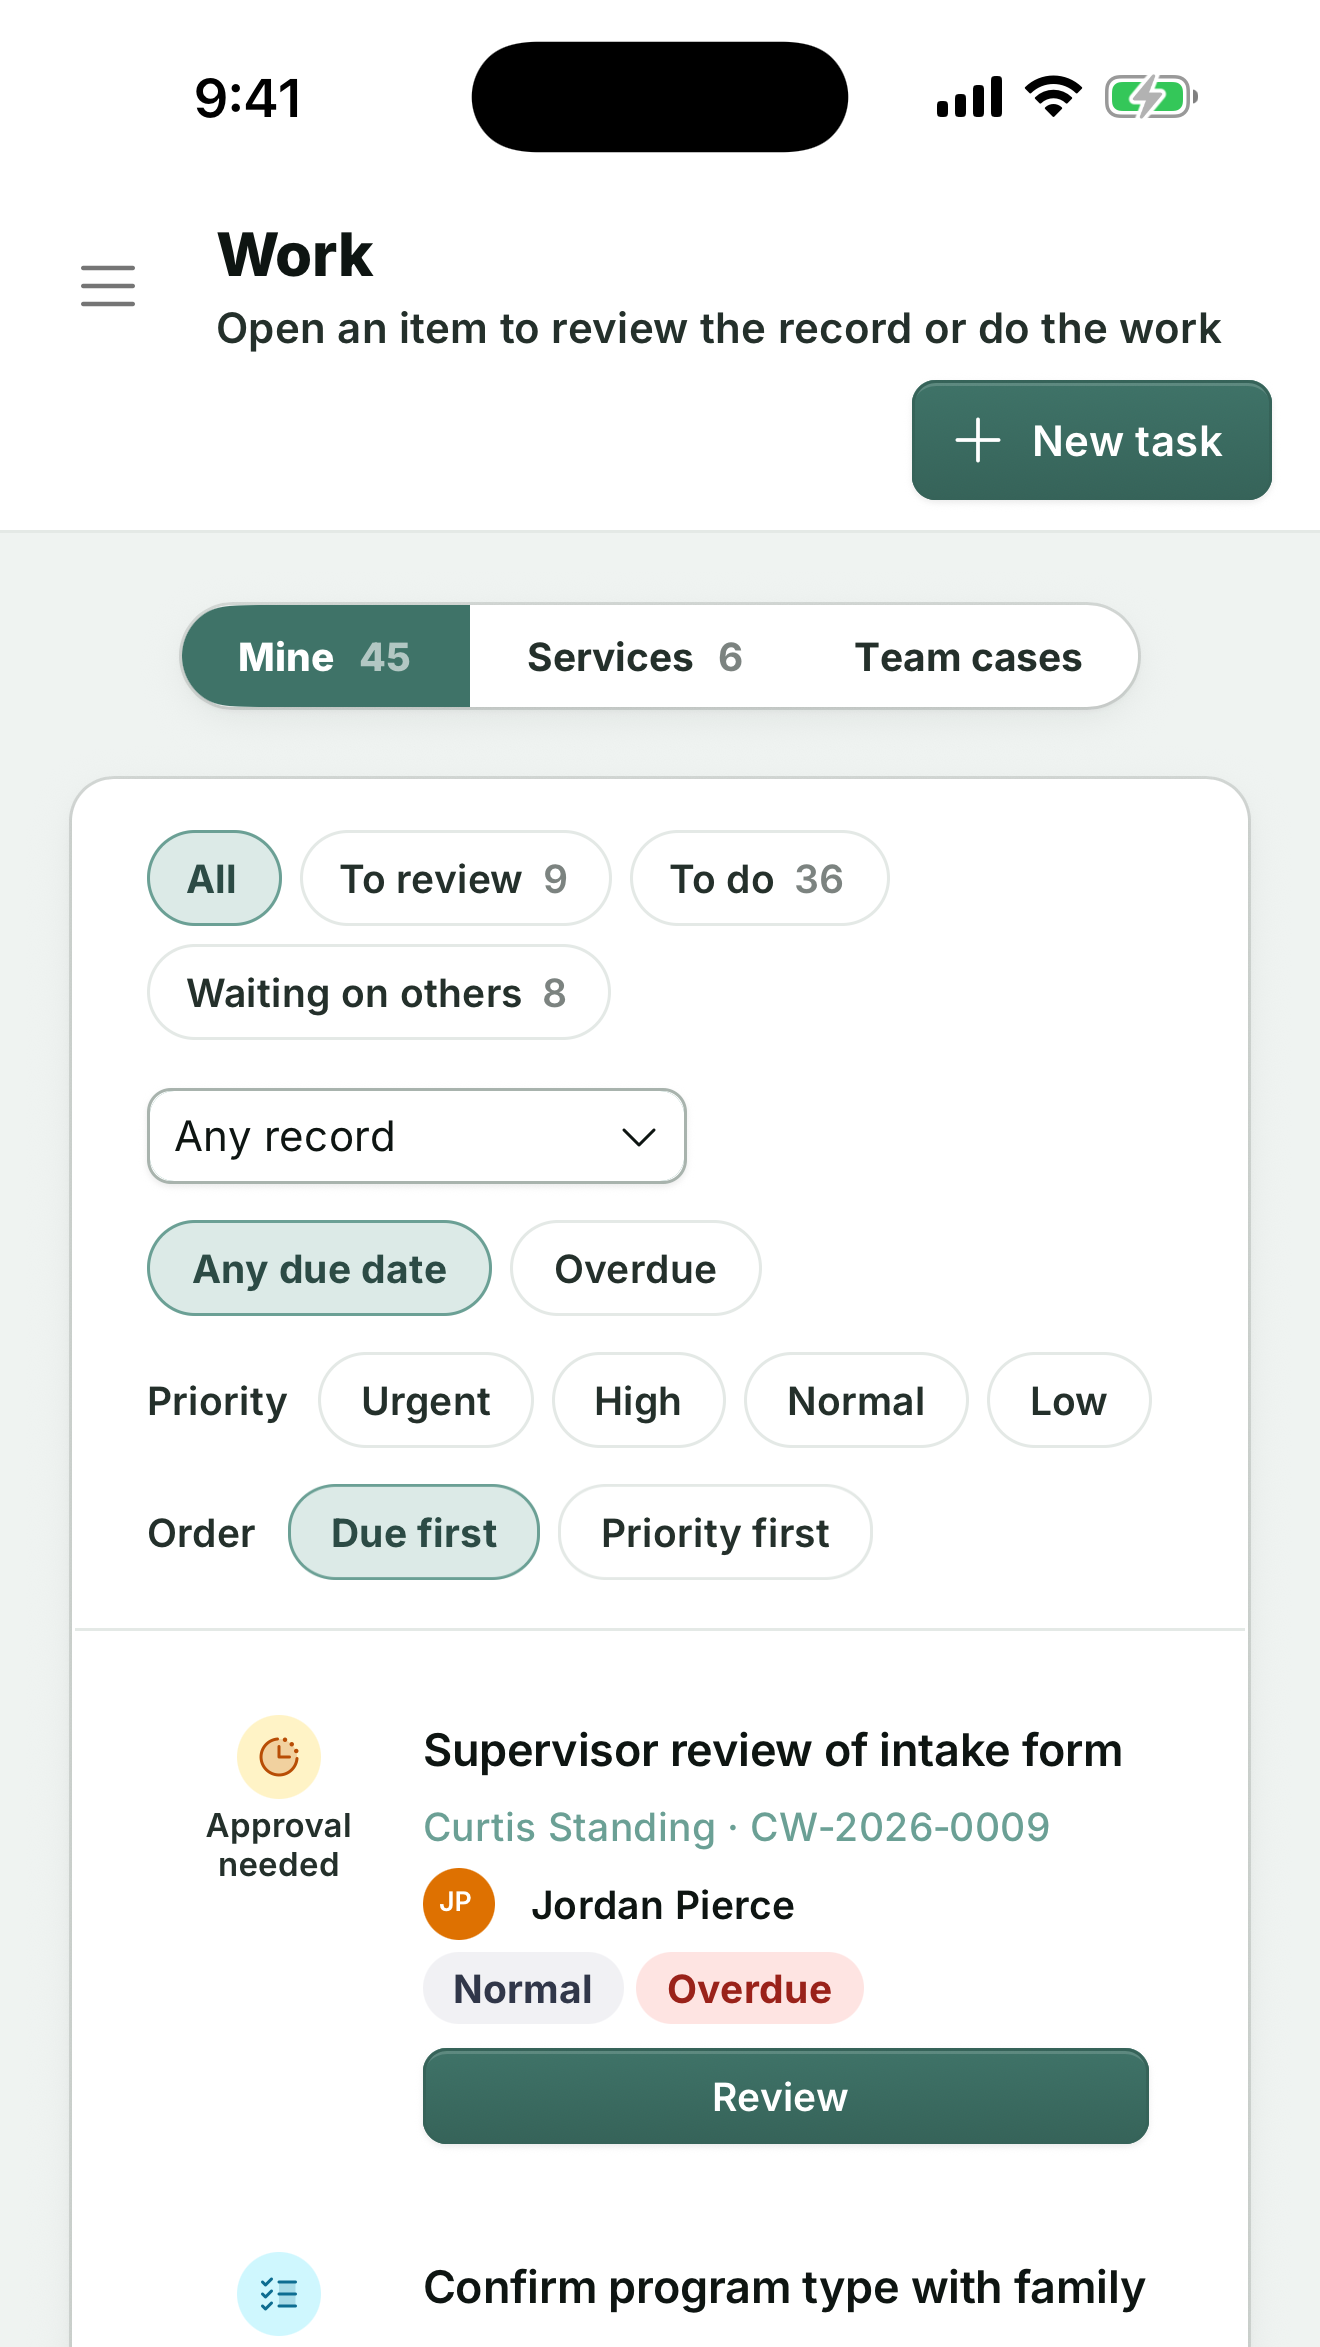 9:41
Work
Open an item to review the record or do the work
New task
Mine 45 Services 6 Team cases
All To review 9 To do 36
Waiting on others 8
Any record
Any due date Overdue
Priority Urgent High Normal Low
Order Due first Priority first
Supervisor review of intake form
Approval
needed
Curtis Standing · CW-2026-0009
JP Jordan Pierce
Normal Overdue
Review
Confirm program type with family